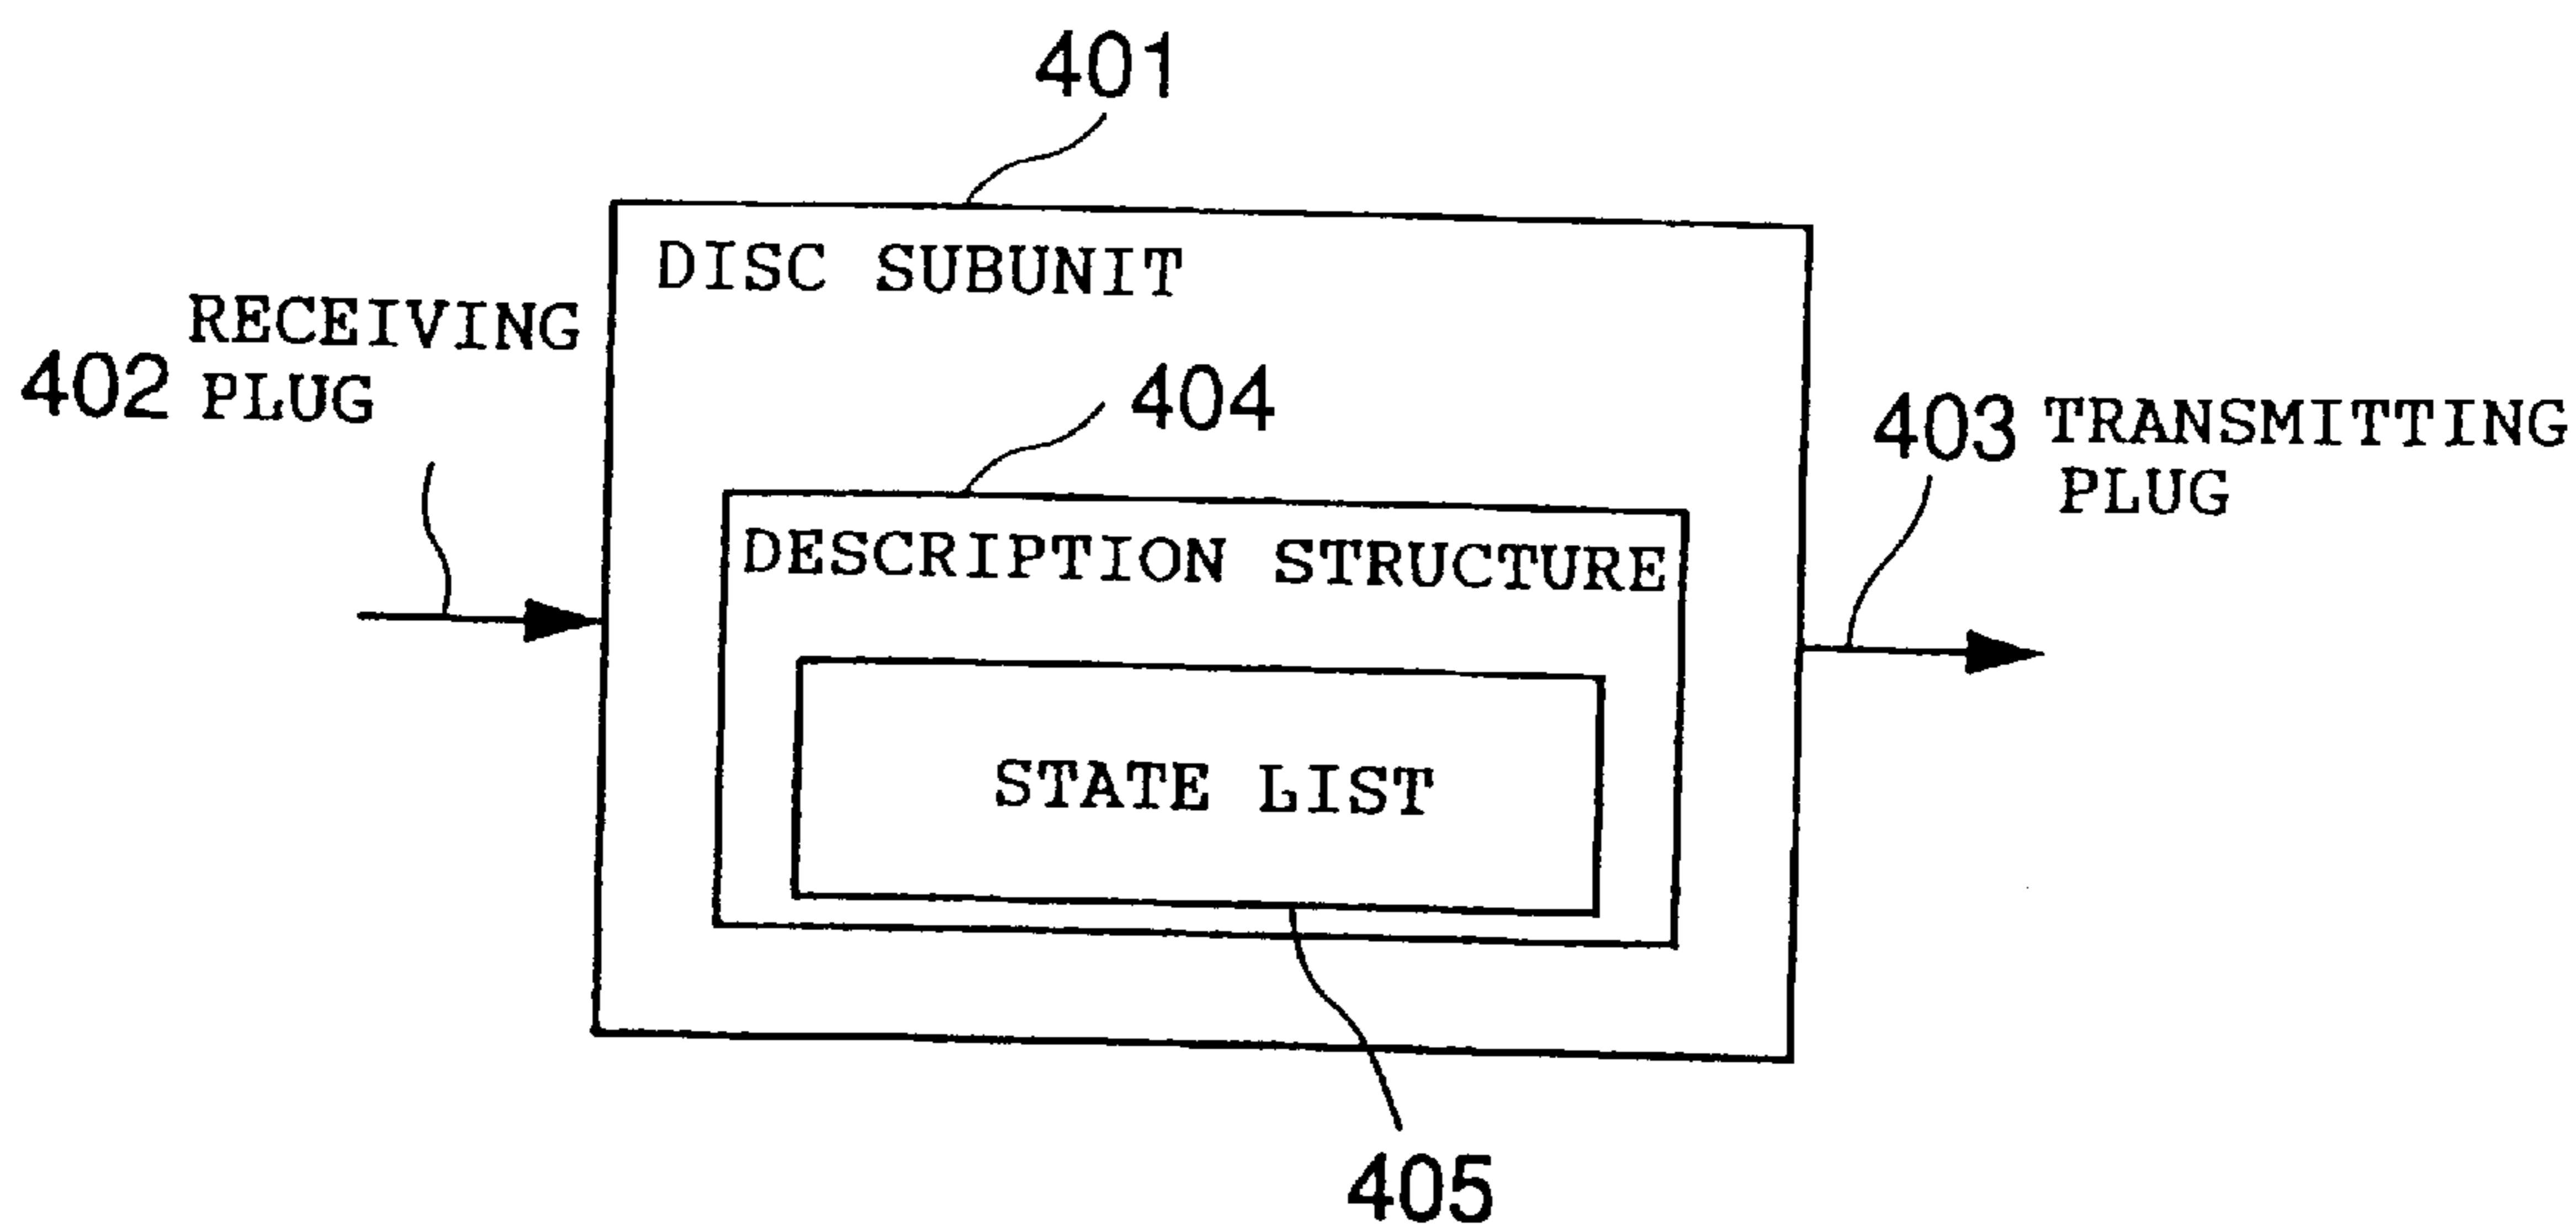 401
DISC SUBUNIT
RECEIVING
402 PLUG
404
403 TRANSMITTING
PLUG
DESCRIPTION STRUCTURE
STATE LIST
405